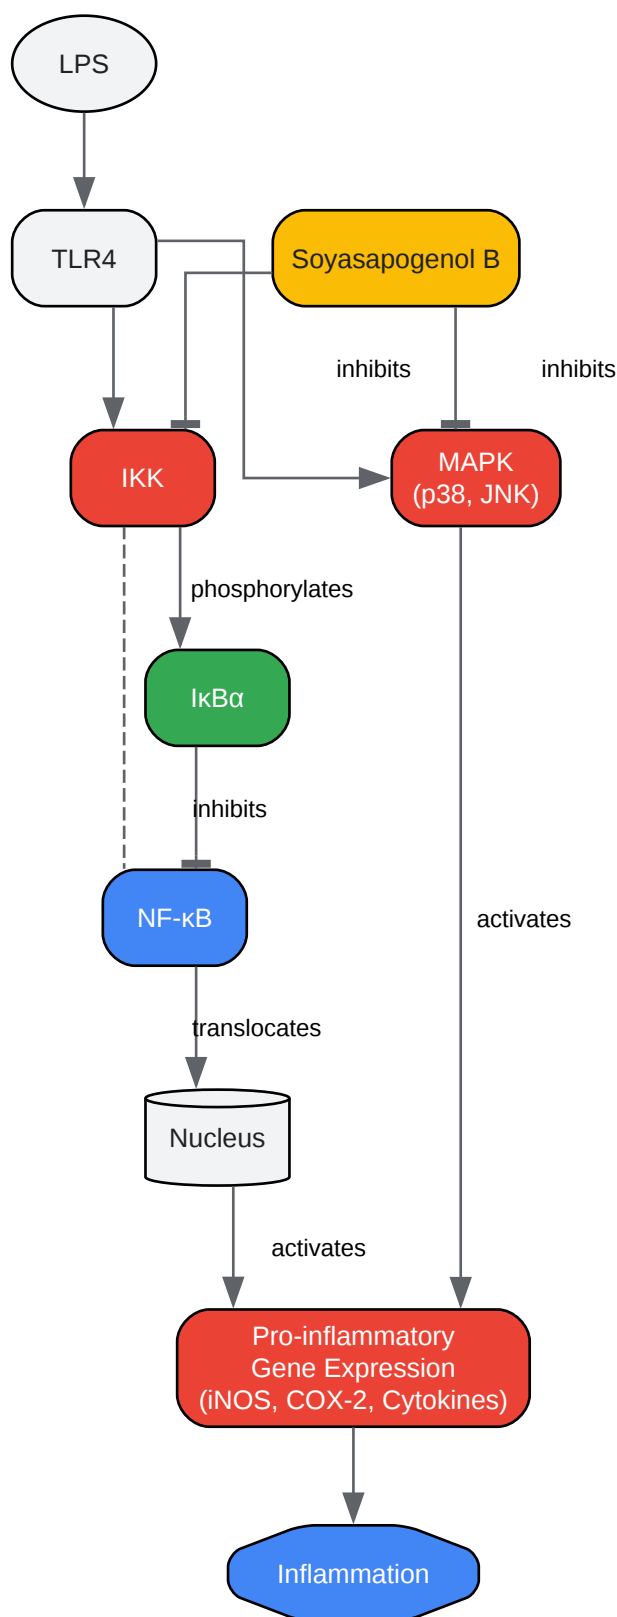 LPS
TLR4
Soyasapogenol B
inhibits
inhibits
IKK
MAPK
(p38, JNK)
phosphorylates
IκBα
inhibits
NF-κB
activates
translocates
Nucleus
activates
Pro-inflammatory
Gene Expression
(iNOS, COX-2, Cytokines)
Inflammation